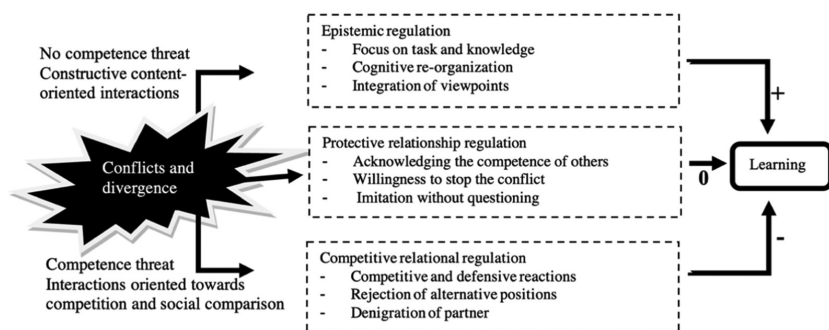 No competence threat
Constructive content-
oriented interactions
Conflicts and
divergence
Competence threat
Interactions oriented towards
competition and social comparison
Epistemic regulation
- Focus on task and knowledge
- Cognitive re-organization
- Integration of viewpoints
Protective relationship regulation
- Acknowledging the competence of others
- Willingness to stop the conflict
- Imitation without questioning
Competitive relational regulation
- Competitive and defensive reactions
- Rejection of alternative positions
- Denigration of partner
+
0
-
Learning